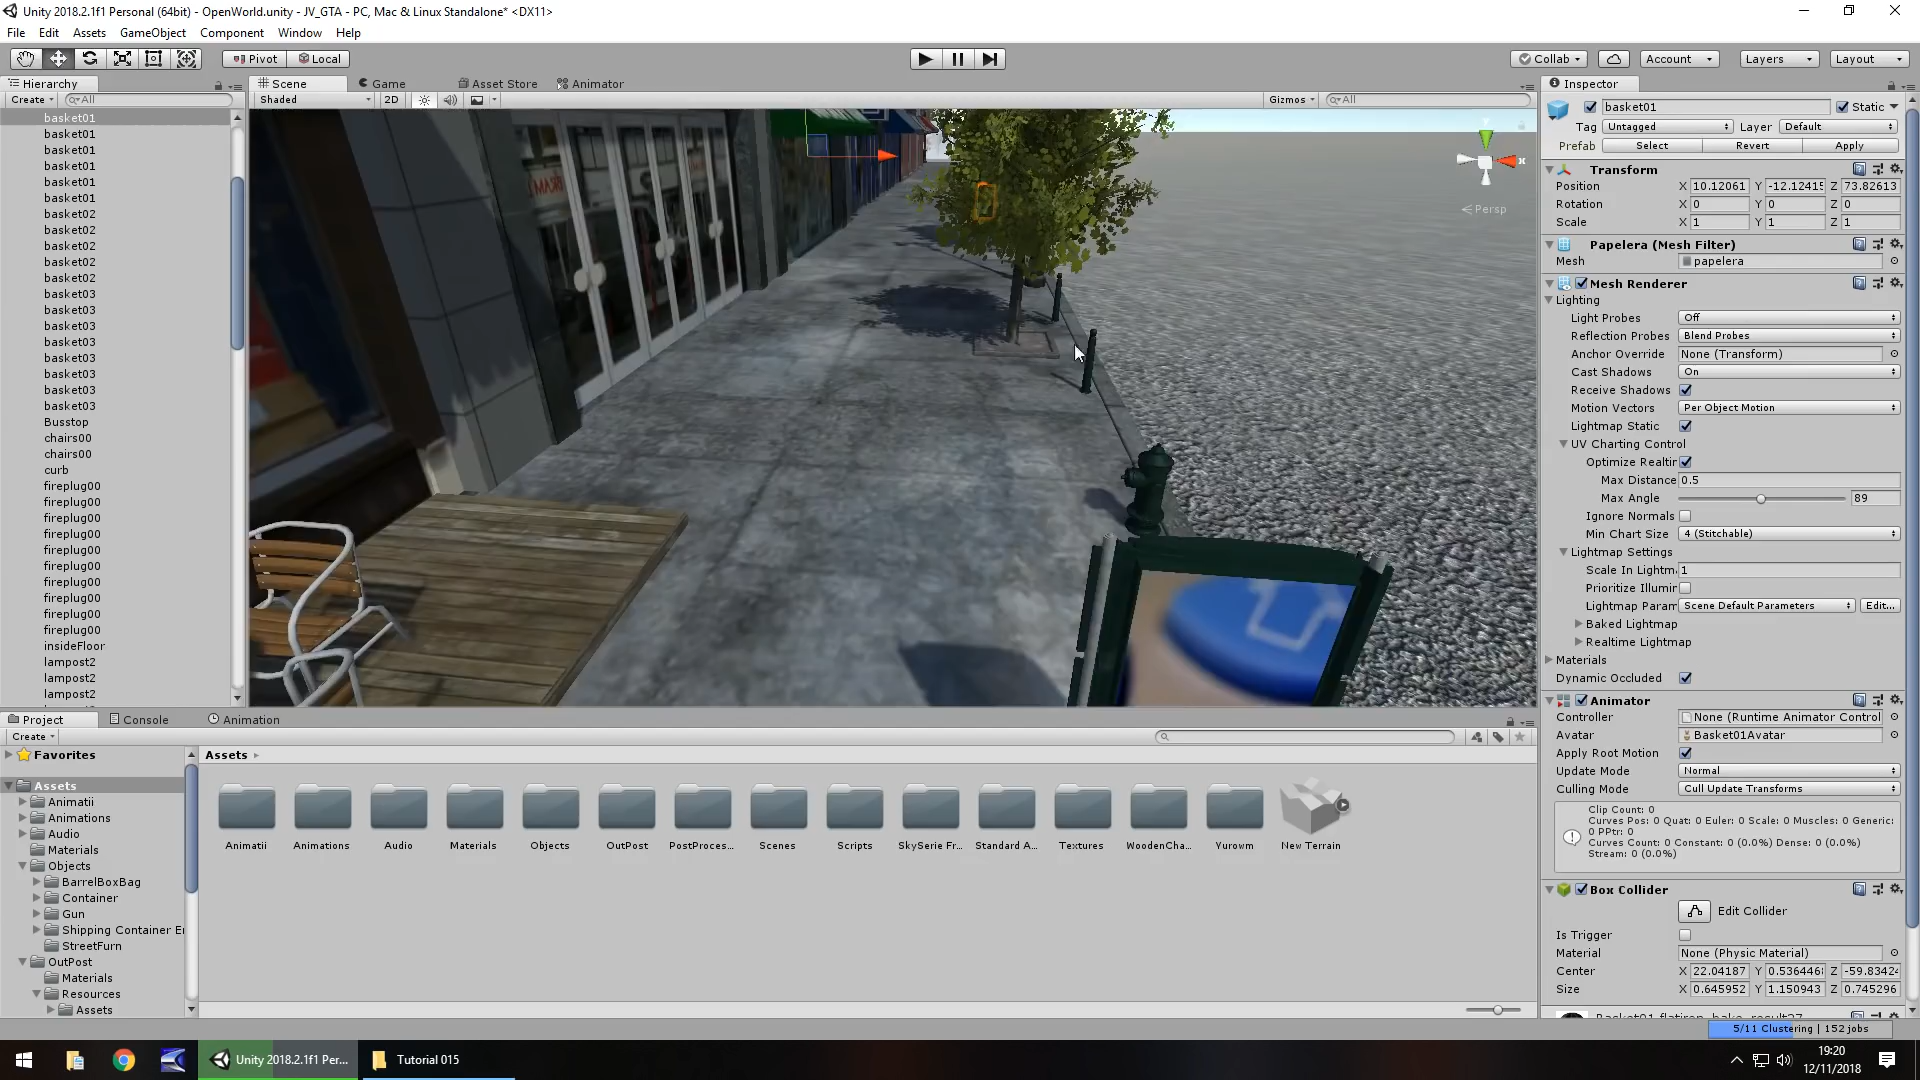 Unity 2018.2.1f1 Personal (64bit) - OpenWorld.unity - JV_GTA - PC, Mac & Linux Standalone* <DX11>
File Edit Assets GameObject Component Window Help
Pivot Local Collab Account Layers Layout
Hierarchy
Create All
basket01
basket01
basket01
basket01
basket01
basket01
basket02
basket02
basket02
basket02
basket02
basket03
basket03
basket03
basket03
basket03
basket03
basket03
basket03
Busstop
chairs00
chairs00
curb
fireplug00
fireplug00
fireplug00
fireplug00
fireplug00
fireplug00
fireplug00
fireplug00
fireplug00
fireplug00
insideFloor
lampost2
lampost2
lampost2
Scene Game Asset Store Animator
Shaded 2D Gizmos All
x
Persp
Inspector
basket01 Static
Tag Untagged Layer Default
Prefab Select Revert Apply
Transform
Position X 10.12061 Y -12.12415 Z 73.82613
Rotation X 0 Y 0 Z 0
Scale X 1 Y 1 Z 1
Papelera (Mesh Filter)
Mesh papelera
Mesh Renderer
Lighting
Light Probes Off
Reflection Probes Blend Probes
Anchor Override None (Transform)
Cast Shadows On
Receive Shadows
Motion Vectors Per Object Motion
Lightmap Static
UV Charting Control
Optimize Realtir
Max Distance 0.5
Max Angle 89
Ignore Normals
Min Chart Size 4 (Stitchable)
Lightmap Settings
Scale In Lightm 1
Prioritize Illumir
Lightmap Param Scene Default Parameters Edit...
Baked Lightmap
Realtime Lightmap
Materials
Dynamic Occluded
Animator
Controller None (Runtime Animator Control
Avatar Basket01Avatar
Apply Root Motion
Update Mode Normal
Culling Mode Cull Update Transforms
Clip Count: 0
Curves Pos: 0 Quat: 0 Euler: 0 Scale: 0 Muscles: 0 Generic:
0 PPtr: 0
Curves Count: 0 Constant: 0 (0.0%) Dense: 0 (0.0%)
Stream: 0 (0.0%)
Box Collider
Edit Collider
Is Trigger
Material None (Physic Material)
Center X 22.04187 Y 0.536446 Z -59.8342
Size X 0.645952 Y 1.150943 Z 0.745296
5/11 Clustering | 152 jobs
Project Console Animation
Create
Favorites
Assets
Animatii
Animations
Audio
Materials
Objects
BarrelBoxBag
Container
Gun
Shipping Container Er
StreetFurn
OutPost
Materials
Resources
Assets
Assets
Animatii Animations Audio Materials Objects OutPost PostProces... Scenes Scripts SkySerie Fr... Standard A... Textures WoodenCha... Yurowm New Terrain
Unity 2018.2.1f1 Per... Tutorial 015
19:20
12/11/2018